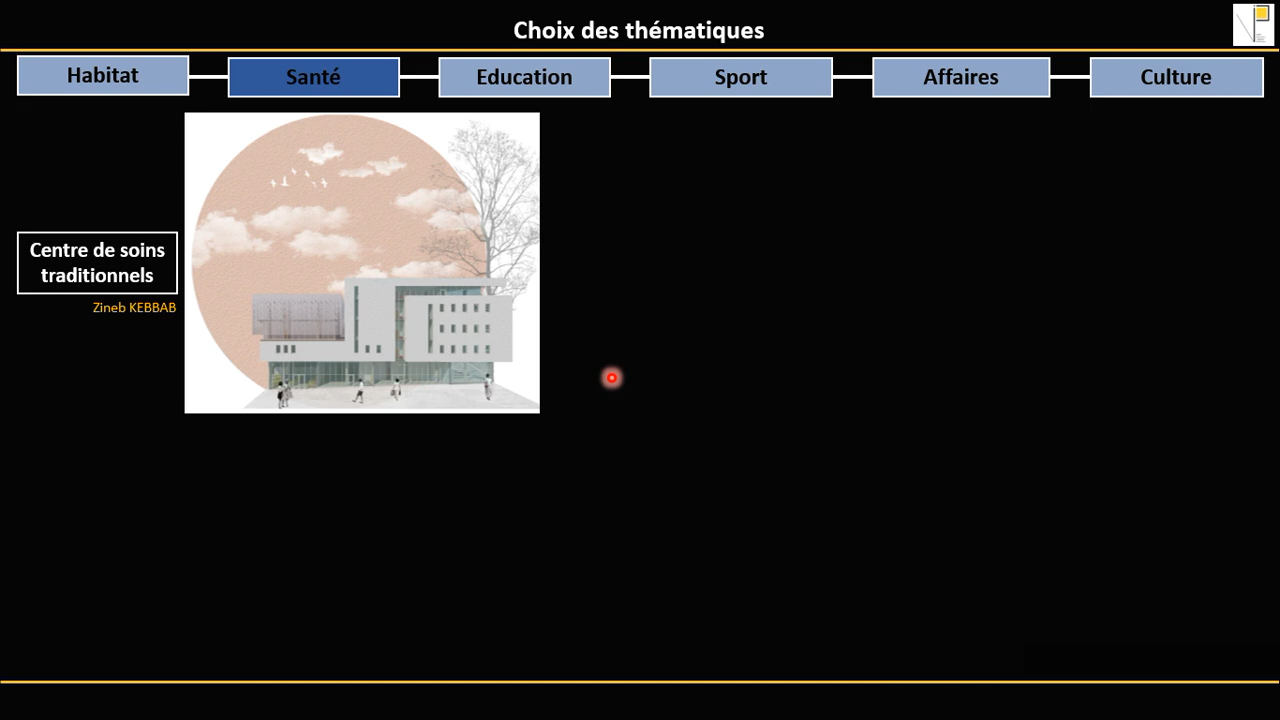 Choix des thématiques
Habitat
Santé
Education
Sport
Affaires
Culture
Centre de soins
traditionnels
Zineb KEBBAB